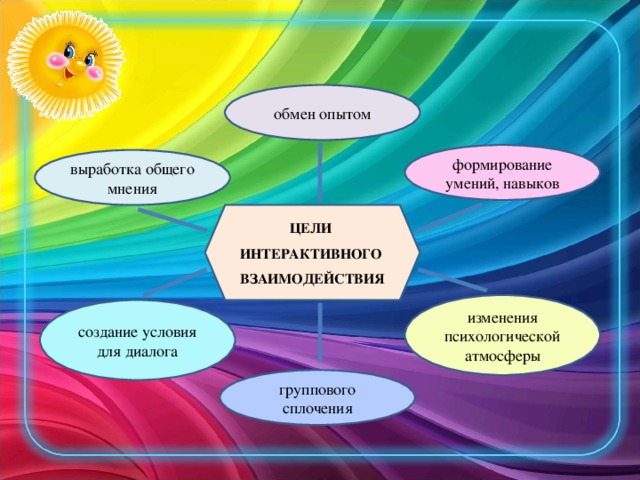 обмен опытом
выработка общего
мнения
формирование
умений, навыков
ЦЕЛИ
ИНТЕРАКТИВНОГО
ВЗАИМОДЕЙСТВИЯ
создание условия
для диалога
изменения
психологической
атмосферы
группового
сплочения